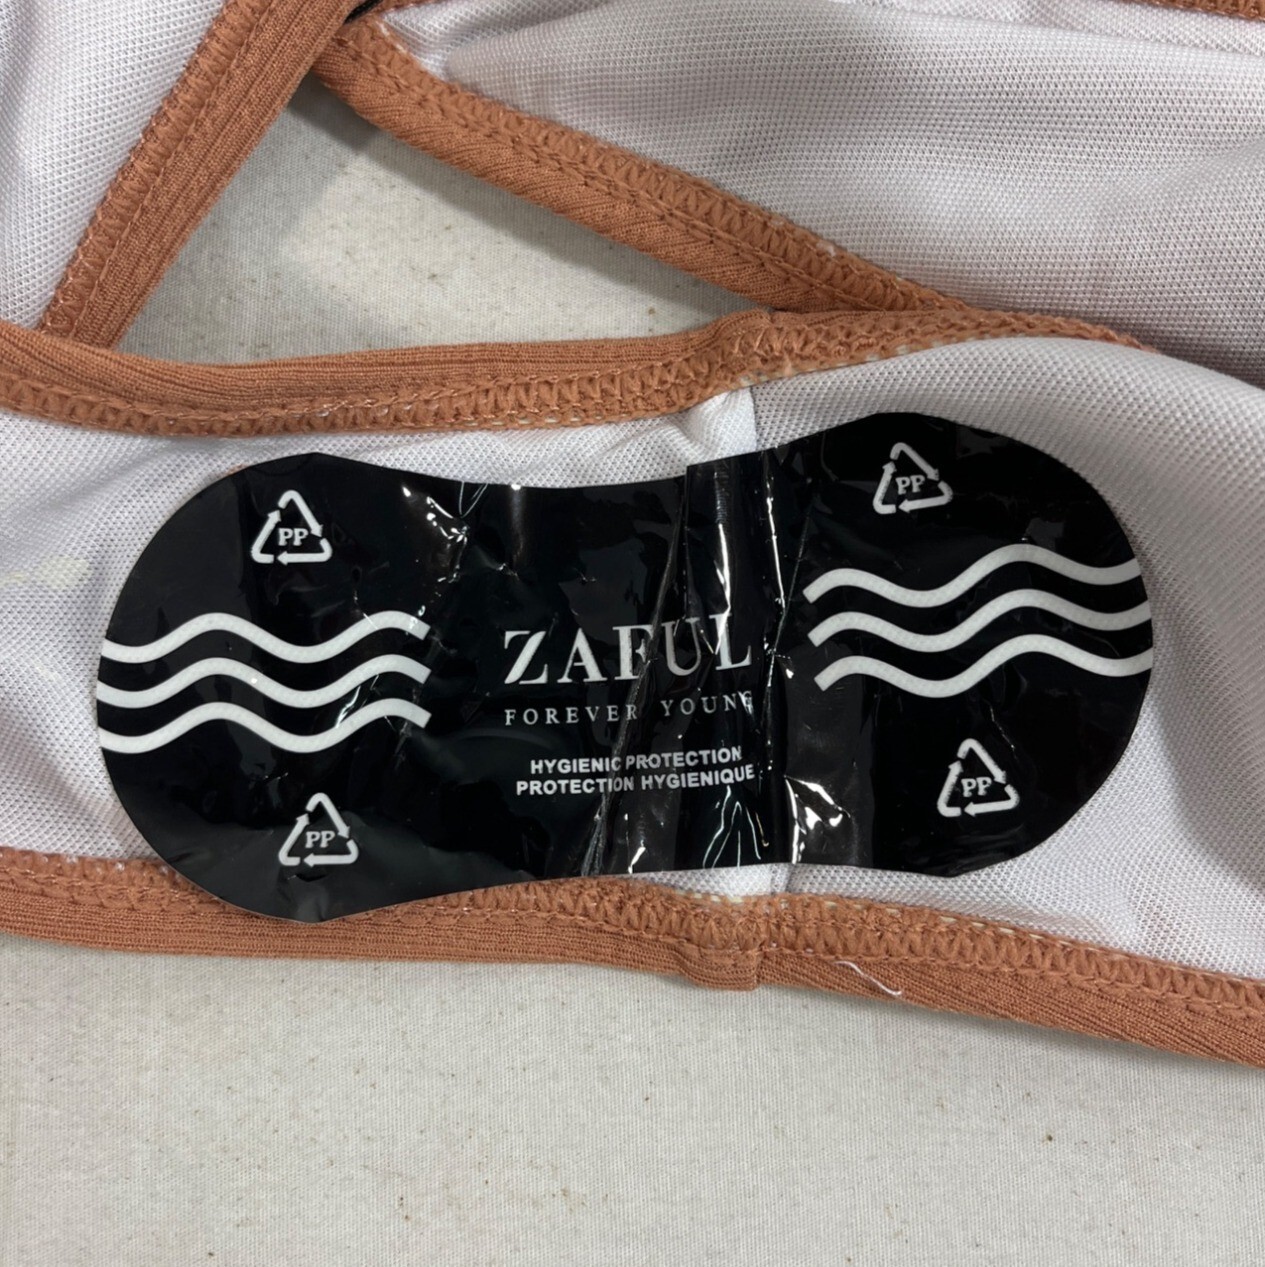 PP
PP
ZAFUL
FOREVER YOUNG
HYGIENIC PROTECTION
PROTECTION HYGIENIQUE
PP
PP